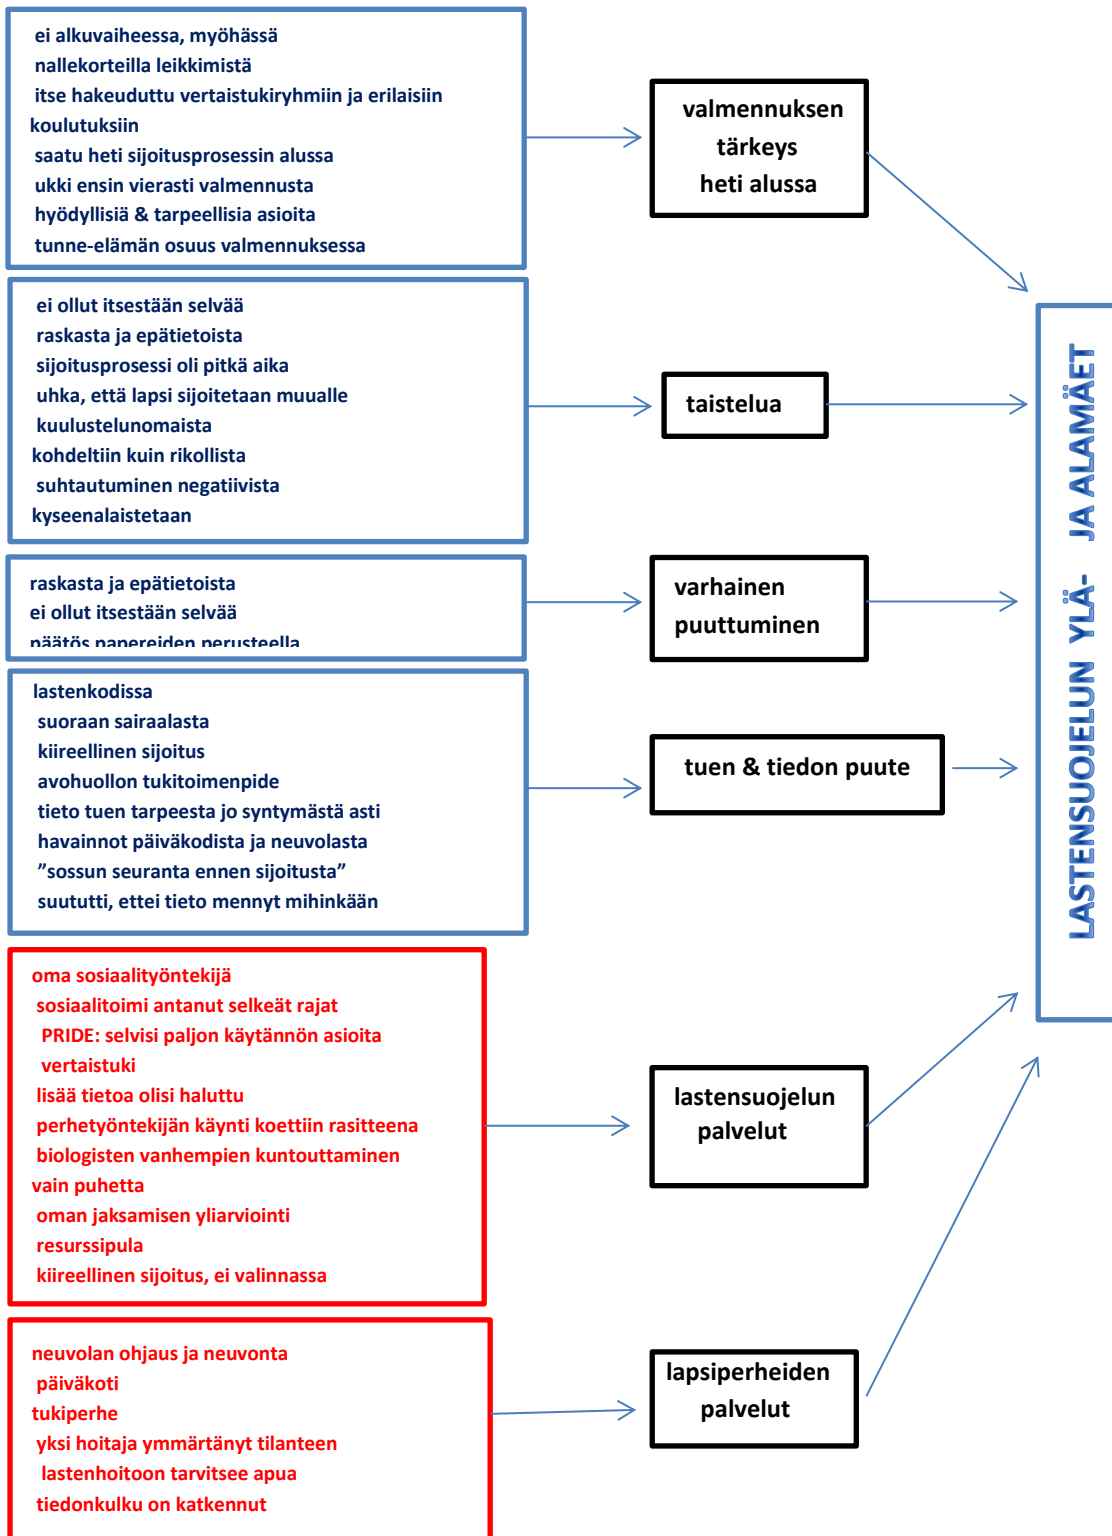 ei alkuvaiheessa, myöhässä
nallekorteilla leikkimistä
itse hakeuduttu vertaistukiryhmiin ja erilaisiin
koulutuksiin
saatu heti sijoitusprosessin alussa
ukki ensin vierasti valmennusta
hyödyllisiä & tarpeellisia asioita
tunne-elämän osuus valmennuksessa
valmennuksen
tärkeys
heti alussa
ei ollut itsestään selvää
raskasta ja epätietoista
sijoitusprosessi oli pitkä aika
uhka, että lapsi sijoitetaan muualle
kuulustelunomaista
kohdeltiin kuin rikollista
suhtautuminen negatiivista
kyseenalaistetaan
taistelua
raskasta ja epätietoista
ei ollut itsestään selvää
päätös papereiden perusteella
varhainen
puuttuminen
lastenkodissa
suoraan sairaalasta
kiireellinen sijoitus
avohuollon tukitoimenpide
tieto tuen tarpeesta jo syntymästä asti
havainnot päiväkodista ja neuvolasta
”sossun seuranta ennen sijoitusta”
suututti, ettei tieto mennyt mihinkään
tuen & tiedon puute
oma sosiaalityöntekijä
sosiaalitoimi antanut selkeät rajat
PRIDE: selvisi paljon käytännön asioita
vertaistuki
lisää tietoa olisi haluttu
perhetyöntekijän käynti koettiin rasitteena
biologisten vanhempien kuntouttaminen
vain puhetta
oman jaksamisen yliarviointi
resurssipula
kiireellinen sijoitus, ei valinnassa
lastensuojelun
palvelut
neuvolan ohjaus ja neuvonta
päiväkoti
tukiperhe
yksi hoitaja ymmärtänyt tilanteen
lastenhoitoon tarvitsee apua
tiedonkulku on katkennut
lapsiperheiden
palvelut
LASTENSUOJELUN YLÄ- JA ALAMÄET